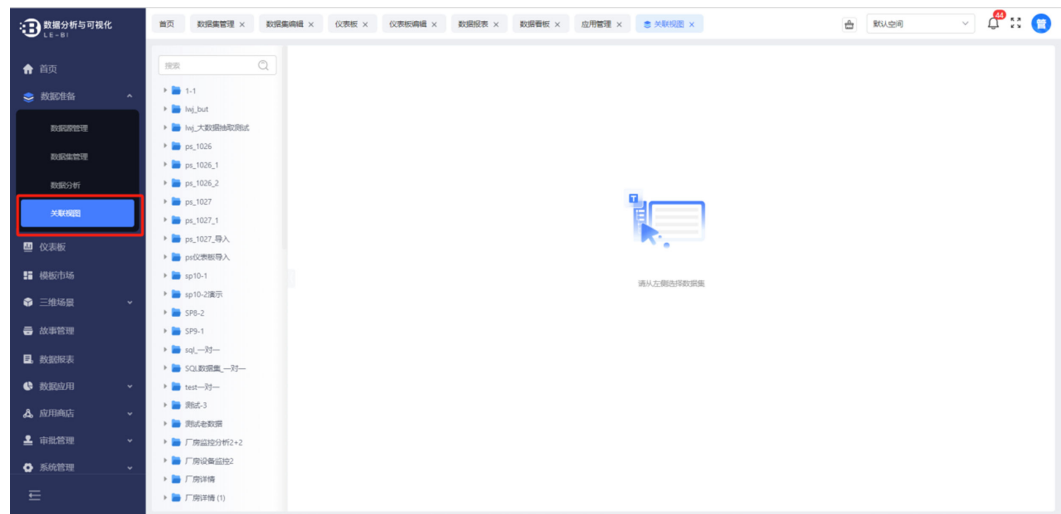 数据分析与可视化
LE-BI
首页
数据集管理 ×
数据集编辑 ×
仪表板 ×
仪表板编辑 ×
数据报表 ×
数据看板 ×
应用管理 ×
关联视图 ×
默认空间
44
管
首页
数据准备
数据源管理
数据集管理
数据分析
关联视图
仪表板
模板市场
三维场景
故事管理
数据报表
数据应用
应用商店
审批管理
系统管理
搜索
1-1
lwj_but
lwj_大数据抽取测试
ps_1026
ps_1026_1
ps_1026_2
ps_1027
ps_1027_1
ps_1027_导入
ps仪表板导入
sp10-1
sp10-2演示
SP8-2
SP9-1
sql_一对一
SQL数据集_一对一
test一对一
测试-3
测试老数据
厂房监控分析2+2
厂房设备监控2
厂房详情
厂房详情 (1)
T
请从左侧选择数据集